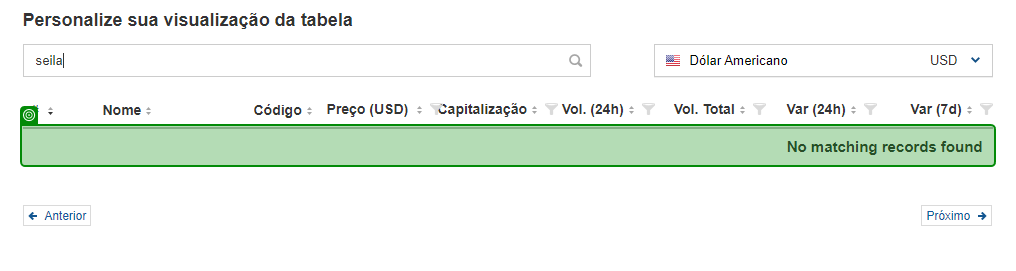 Personalize sua visualização da tabela
seila
Dólar Americano USD
Nome Código Preço (USD) Capitalização Vol. (24h) Vol. Total Var (24h) Var (7d)
No matching records found
Anterior
Próximo